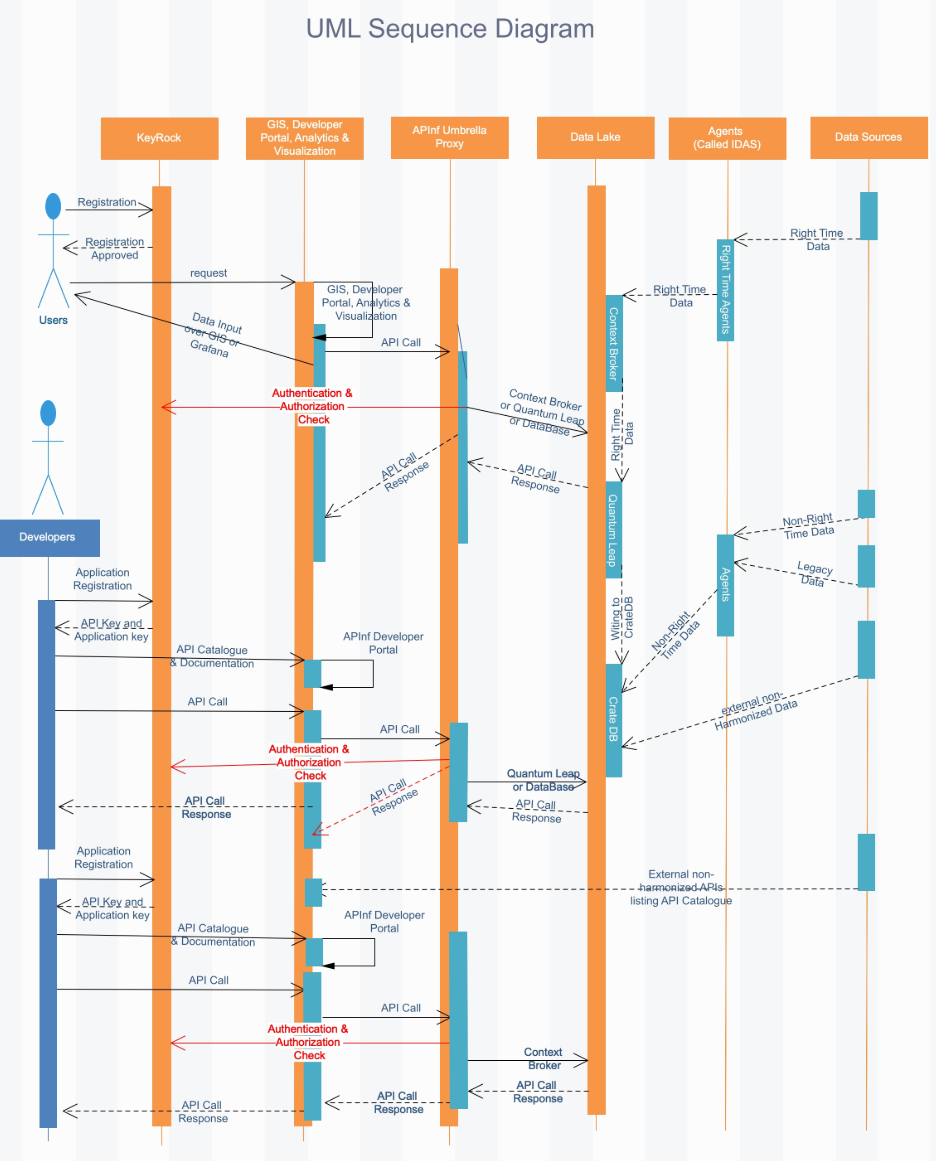 UML Sequence Diagram
KeyRock
GIS, Developer
Portal, Analytics &
Visualization
APInf Umbrella
Proxy
Data Lake
Agents
(Called IDAS)
Data Sources
Registration
Registration
Approved
Users
request
GIS, Developer
Portal, Analytics &
Visualization
Data Input
over GIS or
Grafana
API Call
Right Time
Data
Right Time Agents
Right Time
Data
Context Broker
Authentication &
Authorization
Check
Context Broker
or Quantum Leap
or DataBase
Right Time
Data
API Call
Response
API Call
Response
Quantum Leap
Developers
Non-Right
Time Data
Legacy
Data
Agents
Application
Registration
API Key and
Application key
Witing to
CrateDB
Non-Right
Time Data
API Catalogue
& Documentation
APInf Developer
Portal
Crate DB
external non-
Harmonized Data
API Call
API Call
Authentication &
Authorization
Check
Quantum Leap
or DataBase
API Call
Response
API Call
Response
API Call
Response
Application
Registration
API Key and
Application key
External non-
harmonized APIs
listing API Catalogue
API Catalogue
& Documentation
APInf Developer
Portal
API Call
API Call
Authentication &
Authorization
Check
Context
Broker
API Call
Response
API Call
Response
API Call
Response